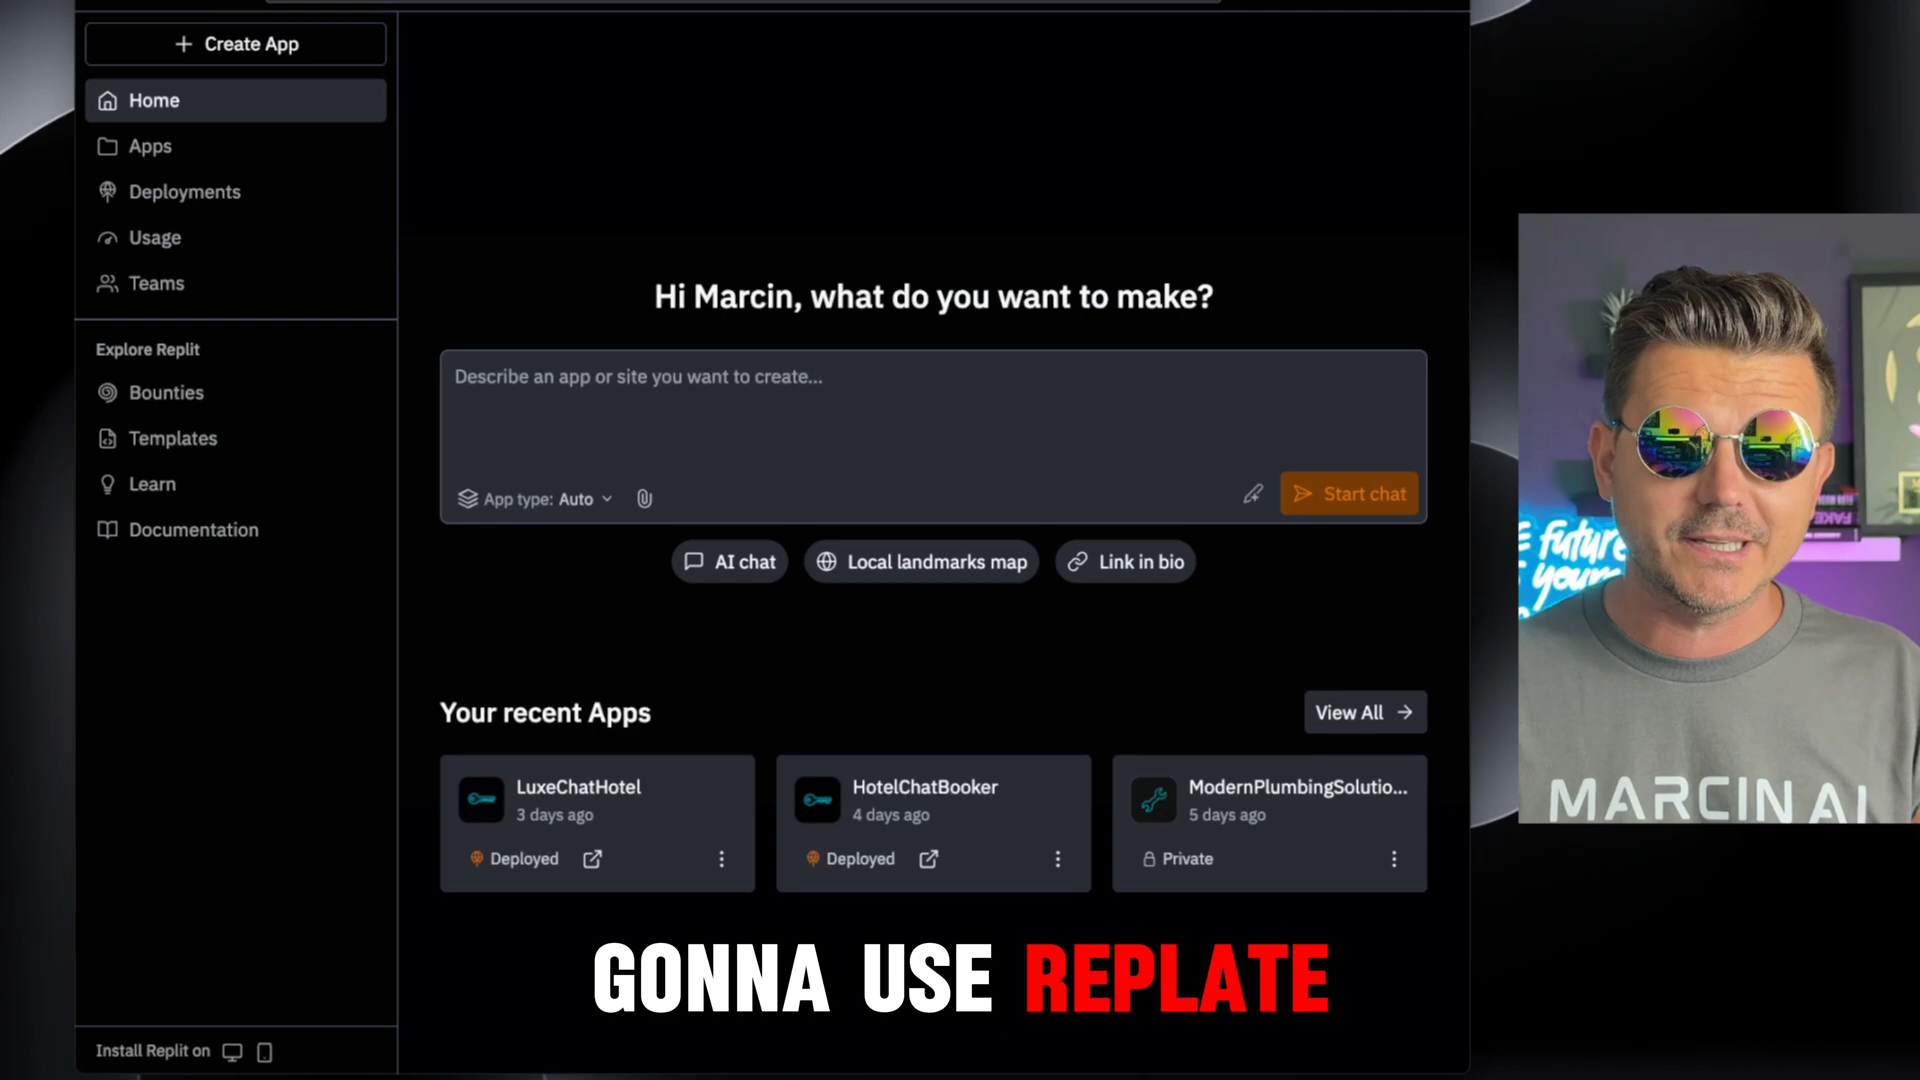 Create App
Home
Apps
Deployments
Usage
Teams
Explore Replit
Bounties
Templates
Learn
Documentation
Install Replit on
Hi Marcin, what do you want to make?
Describe an app or site you want to create...
App type: Auto
Start chat
AI chat
Local landmarks map
Link in bio
Your recent Apps
View All
LuxeChatHotel
3 days ago
Deployed
HotelChatBooker
4 days ago
Deployed
ModernPlumbingSolutio...
5 days ago
Private
future
yours
FAKE
MARCIN AI
GONNA USE REPLATE